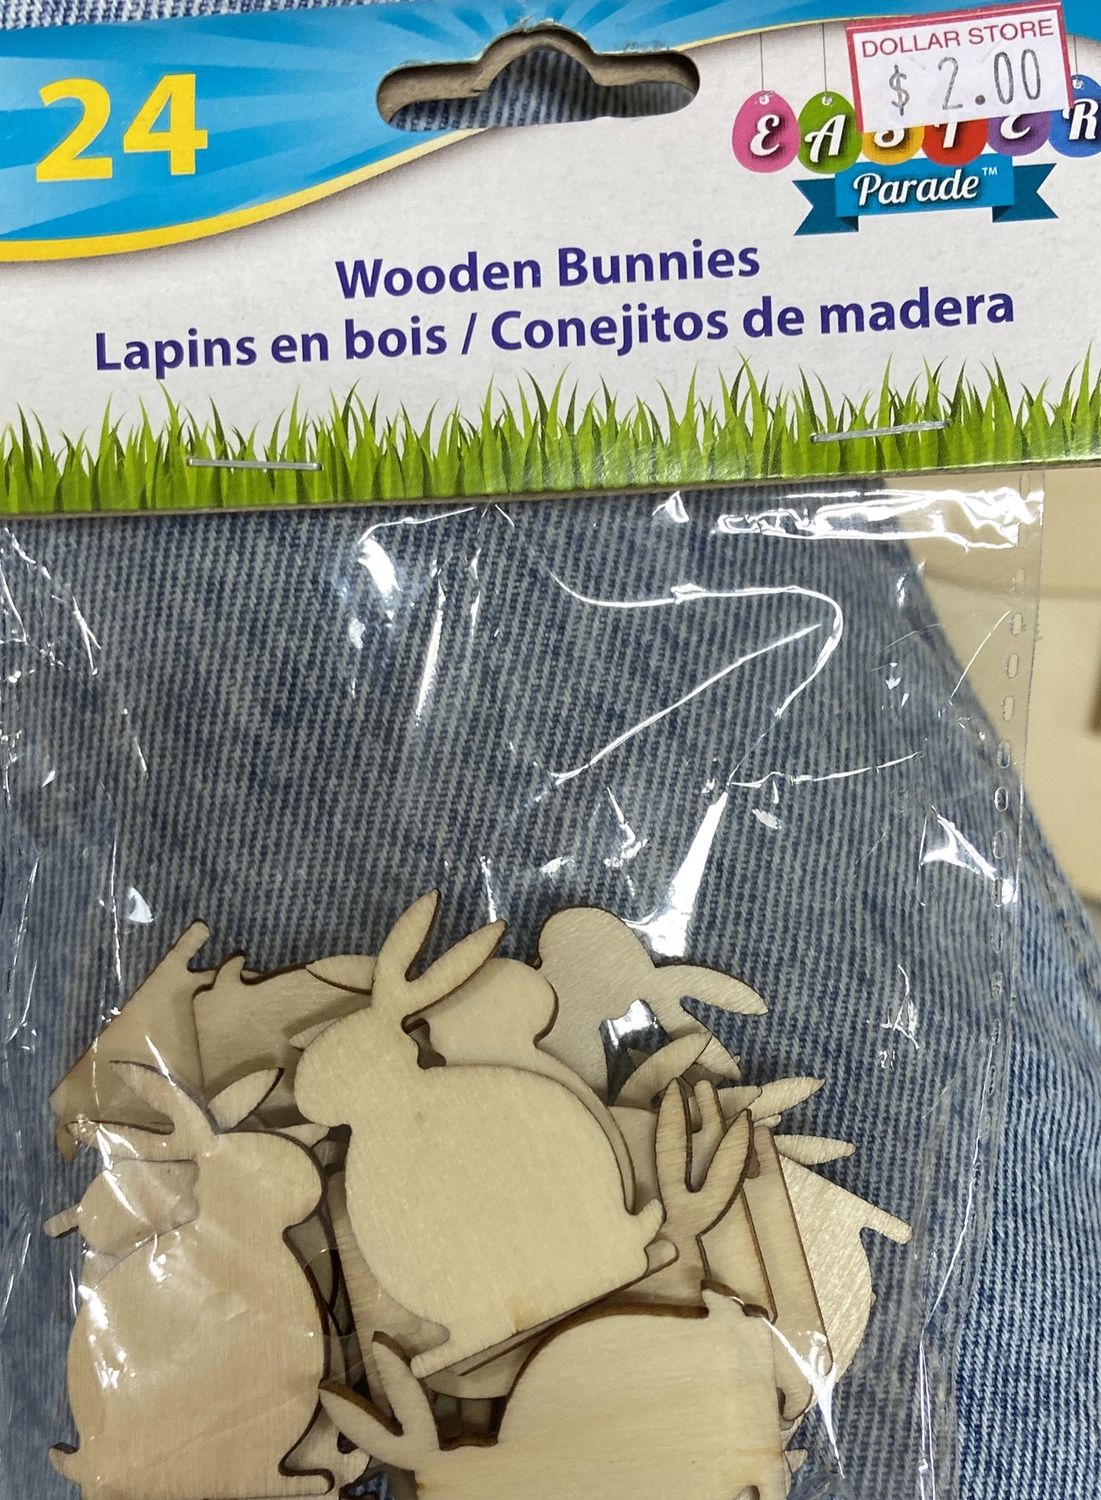 24
DOLLAR STORE
$ 2.00
EASTER
Parade™
Wooden Bunnies
Lapins en bois / Conejitos de madera